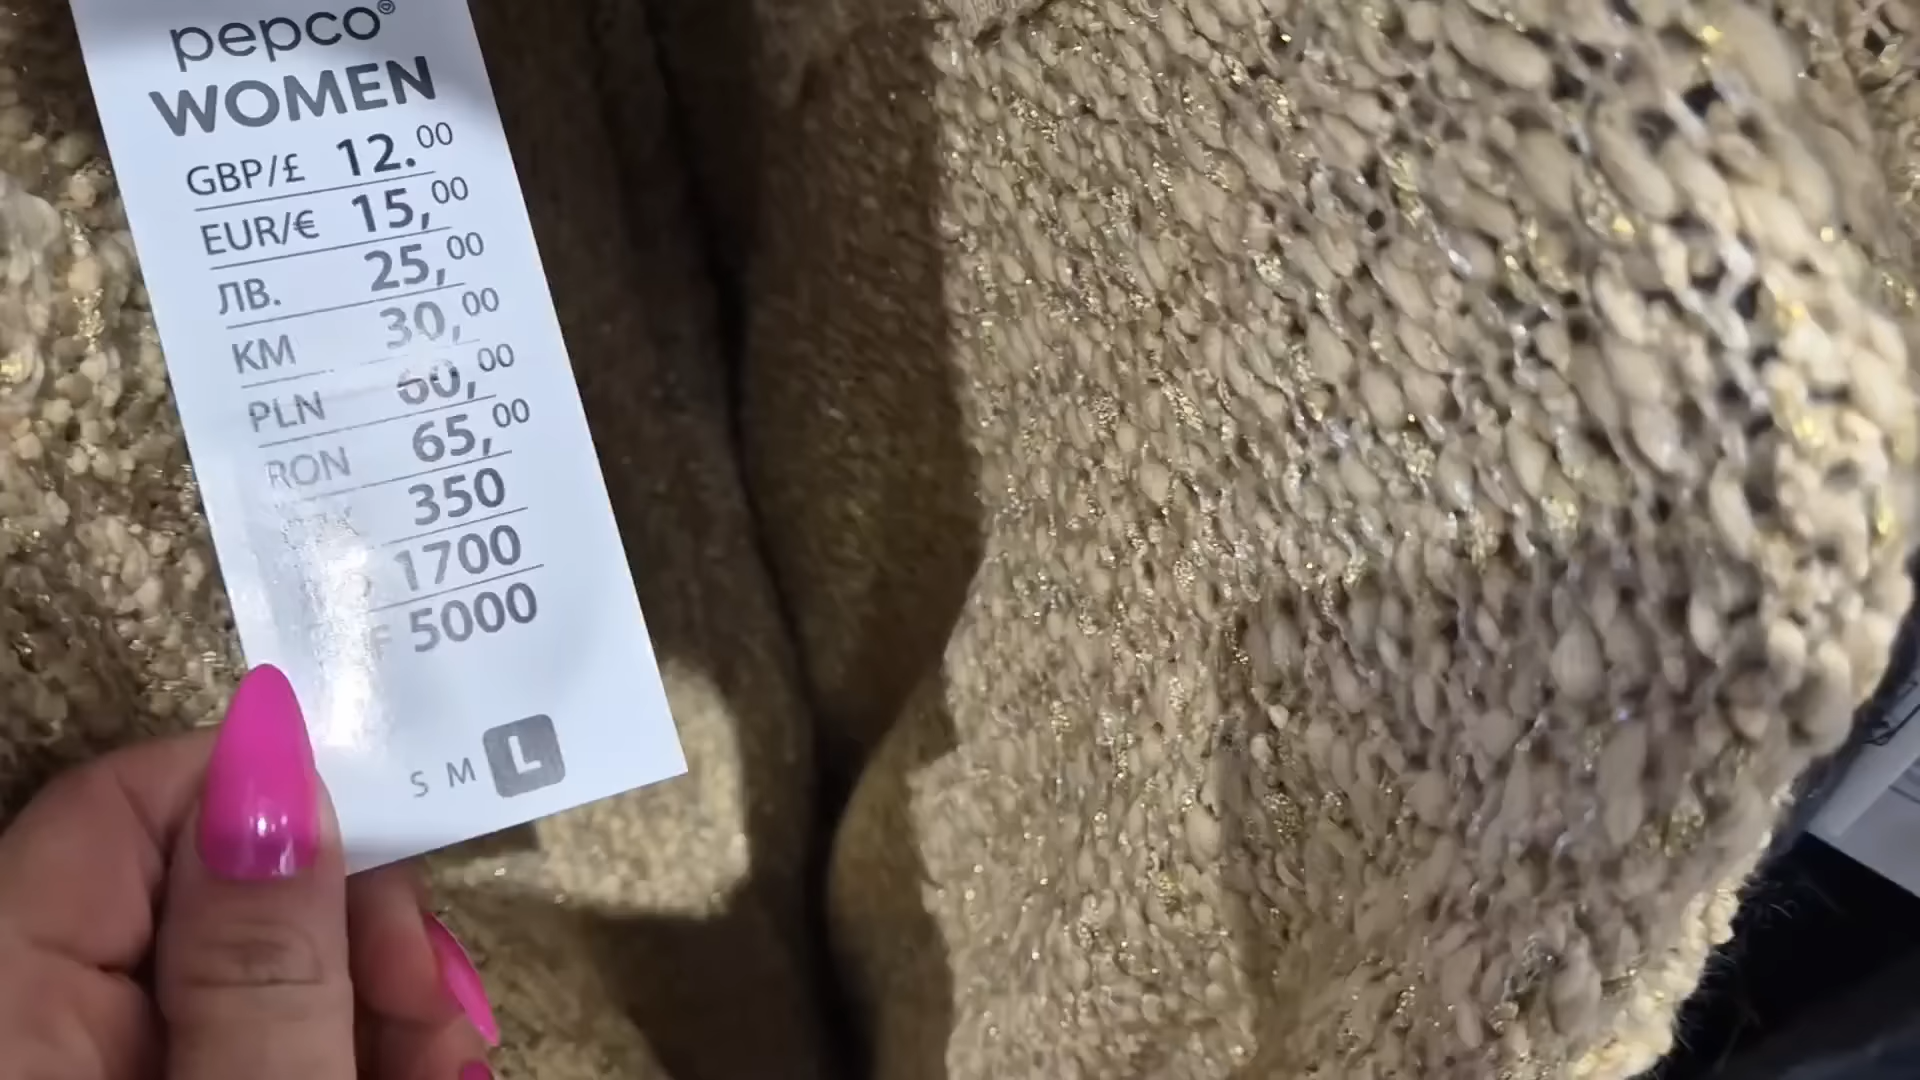 pepco®
WOMEN
GBP/£ 12.00
EUR/€ 15,00
ЛВ. 25,00
KM 30,00
PLN 60,00
RON 65,00
350
1700
5000
S M L